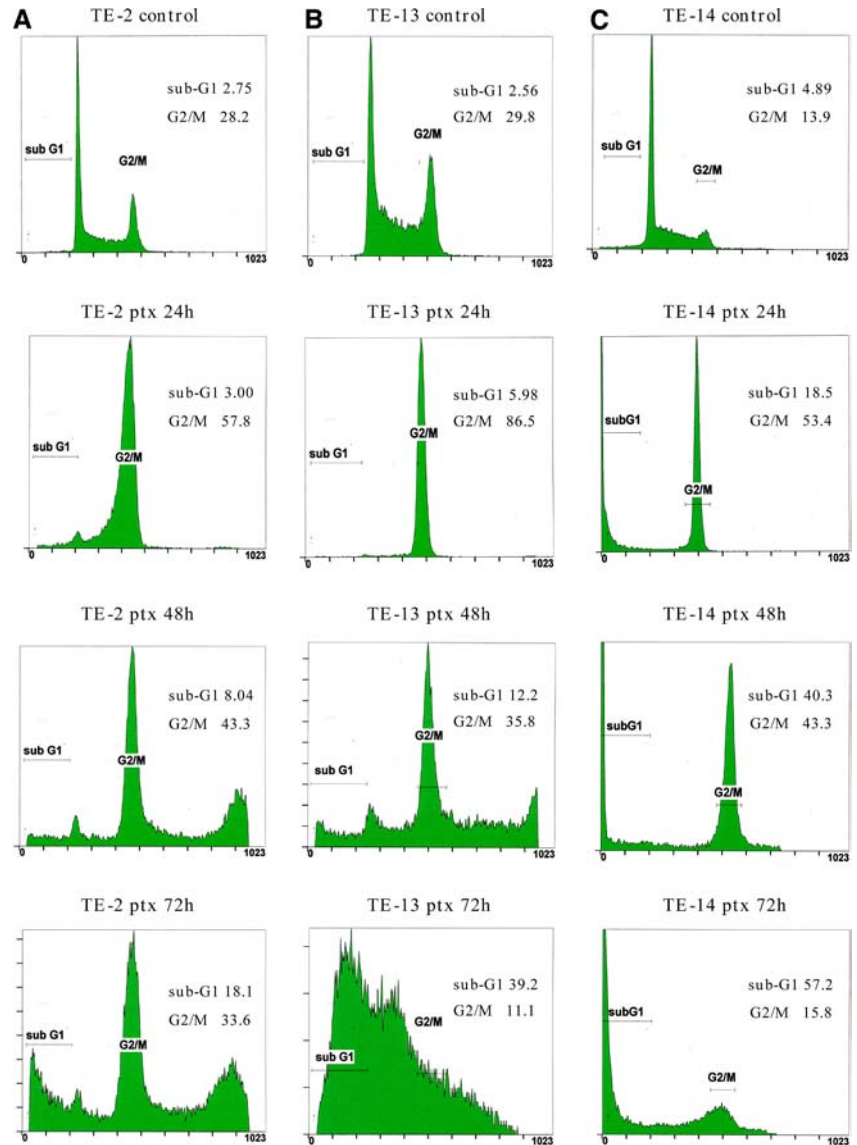 A TE-2 control B TE-13 control C TE-14 control
sub-G1 2.75 sub-G1 2.56 sub-G1 4.89
G2/M 28.2 G2/M 29.8 G2/M 13.9
sub G1 G2/M sub G1 G2/M sub G1 G2/M
0 1023 0 1023 0 1023
TE-2 ptx 24h TE-13 ptx 24h TE-14 ptx 24h
sub-G1 3.00 sub-G1 5.98 sub-G1 18.5
G2/M 57.8 G2/M 86.5 G2/M 53.4
sub G1 G2/M sub G1 G2/M subG1 G2/M
0 1023 0 1023 0 1023
TE-2 ptx 48h TE-13 ptx 48h TE-14 ptx 48h
sub-G1 8.04 sub-G1 12.2 sub-G1 40.3
G2/M 43.3 G2/M 35.8 G2/M 43.3
sub G1 G2/M sub G1 G2/M subG1 G2/M
0 1023 0 1023 0 1023
TE-2 ptx 72h TE-13 ptx 72h TE-14 ptx 72h
sub-G1 18.1 sub-G1 39.2 sub-G1 57.2
G2/M 33.6 G2/M 11.1 G2/M 15.8
sub G1 G2/M sub G1 G2/M subG1 G2/M
0 1023 0 1023 0 1023